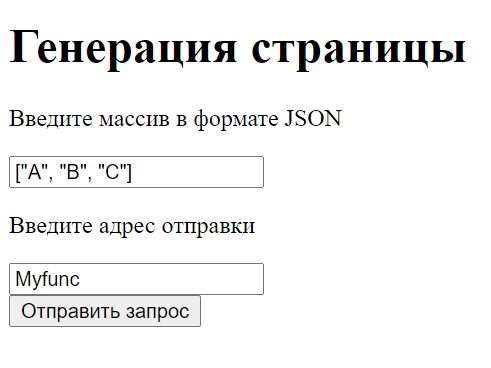 Генерация страницы
Введите массив в формате JSON
["A", "B", "C"]
Введите адрес отправки
Myfunc
Отправить запрос